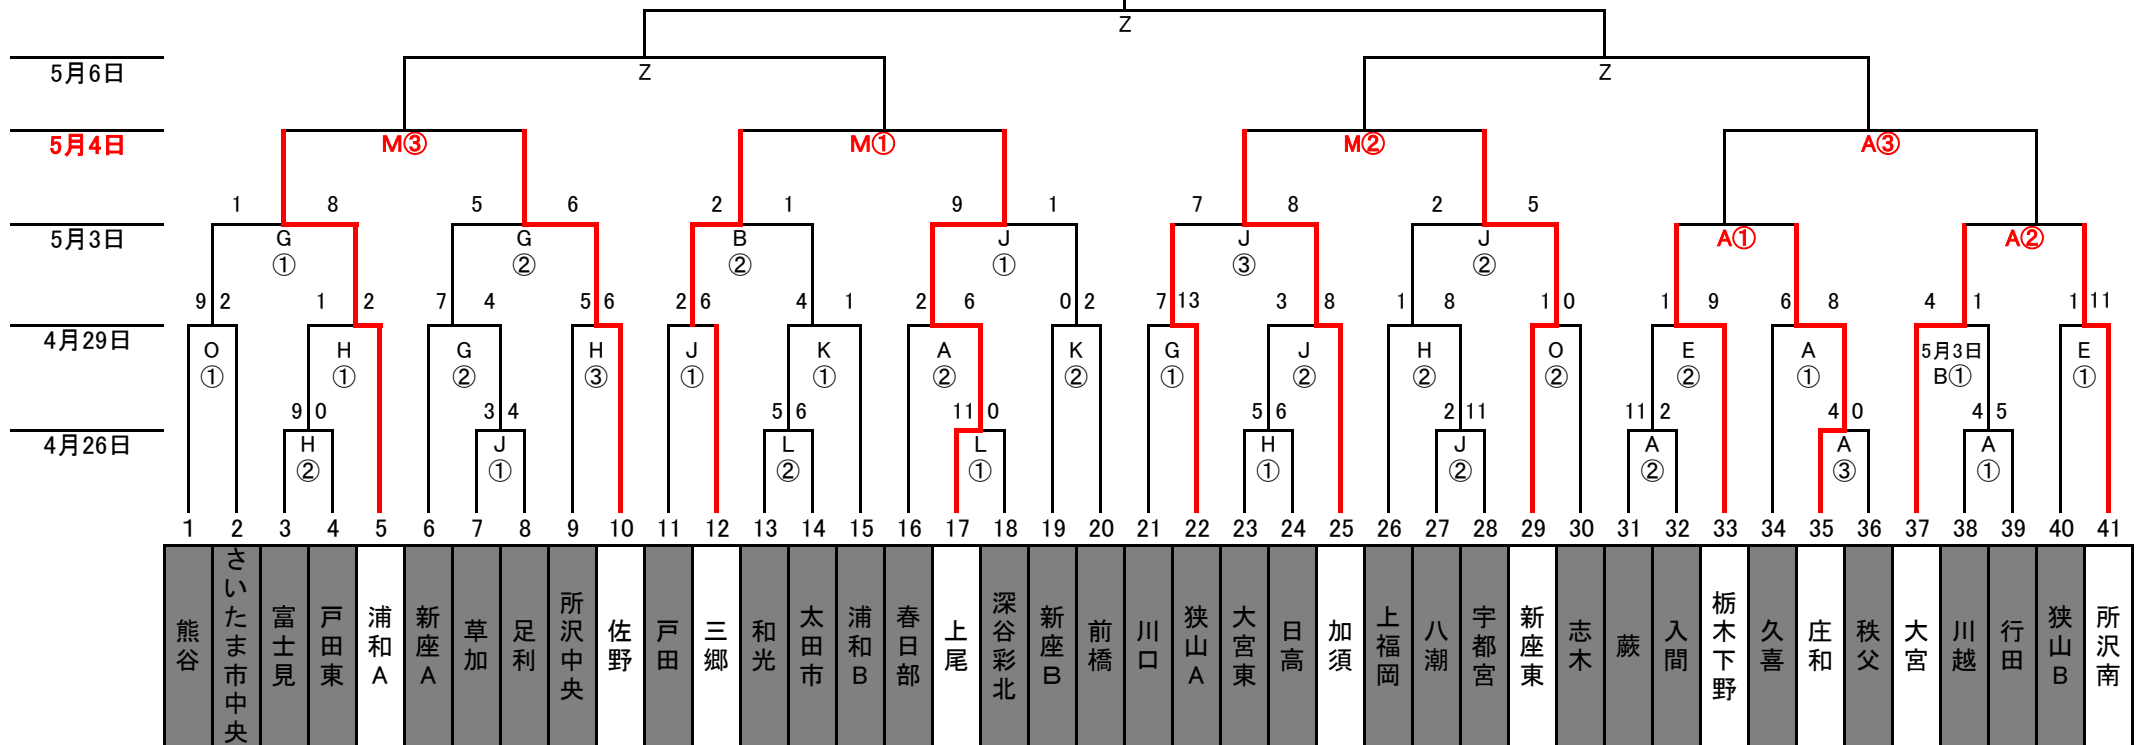 Z
5月6日 Z Z
5月4日 M③ M① M② A③
1 8 5 6 2 1 9 1 7 8 2 5
5月3日 G G B J J J A① A②
① ② ② ① ③ ②
9 2 1 2 7 4 5 6 2 6 4 1 2 6 0 2 7 13 3 8 1 8 1 0 1 9 6 8 4 1 1 11
4月29日 O H G H J K A K G J H O E A 5月3日 E
① ① ② ③ ① ① ② ② ① ② ② ② ② ① B① ①
9 0 3 4 5 6 11 0 5 6 2 11 11 2 4 0 4 5
4月26日 H J L L H J A A A
② ① ② ① ① ② ② ③ ①
1 2 3 4 5 6 7 8 9 10 11 12 13 14 15 16 17 18 19 20 21 22 23 24 25 26 27 28 29 30 31 32 33 34 35 36 37 38 39 40 41
熊谷
さいたま市中央
富士見
戸田東
浦和A
新座A
草加
足利
所沢中央
佐野
戸田
三郷
和光
太田市
浦和B
春日部
上尾
深谷彩北
新座B
前橋
川口
狭山A
大宮東
日高
加須
上福岡
八潮
宇都宮
新座東
志木
蕨
入間
栃木下野
久喜
庄和
秩父
大宮
川越
行田
狭山B
所沢南